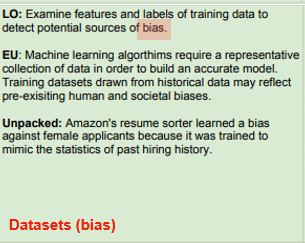 LO: Examine features and labels of training data to
detect potential sources of bias.
EU: Machine learning algorthims require a representative
collection of data in order to build an accurate model.
Training datasets drawn from historical data may reflect
pre-exisiting human and societal biases.
Unpacked: Amazon's resume sorter learned a bias
against female applicants because it was trained to
mimic the statistics of past hiring history.
Datasets (bias)